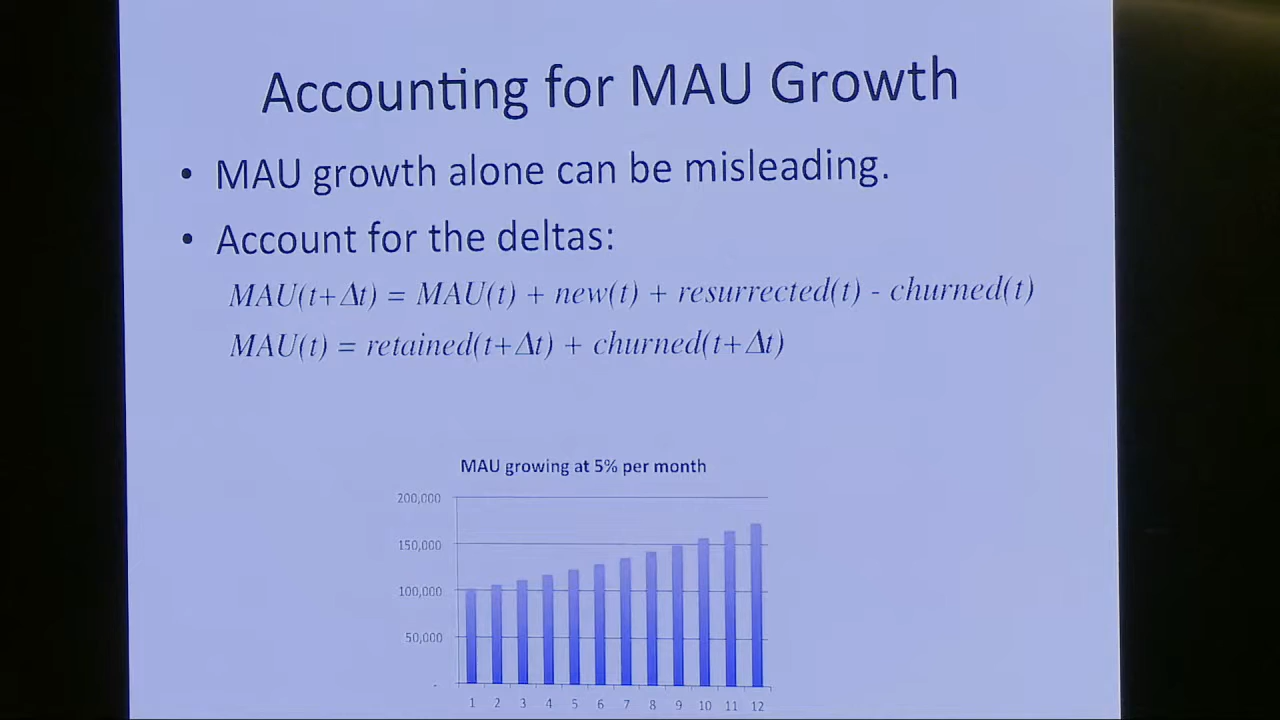 Accounting for MAU Growth
• MAU growth alone can be misleading.
• Account for the deltas:
MAU(t+Δt) = MAU(t) + new(t) + resurrected(t) - churned(t)
MAU(t) = retained(t+Δt) + churned(t+Δt)
MAU growing at 5% per month
200,000
150,000
100,000
50,000
-
1 2 3 4 5 6 7 8 9 10 11 12